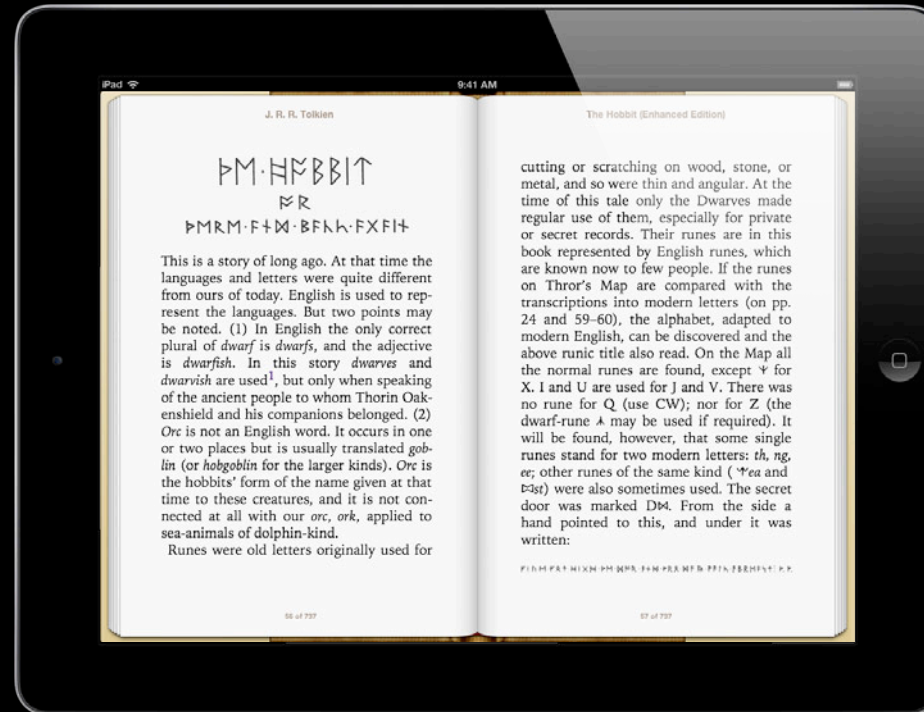 iPad 9:41 AM
J. R. R. Tolkien
ᚦᛖ·ᚻᚩᛒᛒᛁᛏ
ᚩᚱ
ᚦᛖᚱᛖ·ᚫᚾᛞ·ᛒᚫᚳᚳ·ᚫᚷᚫᛁᚾ
This is a story of long ago. At that time the
languages and letters were quite different
from ours of today. English is used to rep-
resent the languages. But two points may
be noted. (1) In English the only correct
plural of dwarf is dwarfs, and the adjective
is dwarfish. In this story dwarves and
dwarvish are used¹, but only when speaking
of the ancient people to whom Thorin Oak-
enshield and his companions belonged. (2)
Orc is not an English word. It occurs in one
or two places but is usually translated gob-
lin (or hobgoblin for the larger kinds). Orc is
the hobbits’ form of the name given at that
time to these creatures, and it is not con-
nected at all with our orc, ork, applied to
sea-animals of dolphin-kind.
Runes were old letters originally used for
56 of 737
The Hobbit (Enhanced Edition)
cutting or scratching on wood, stone, or
metal, and so were thin and angular. At the
time of this tale only the Dwarves made
regular use of them, especially for private
or secret records. Their runes are in this
book represented by English runes, which
are known now to few people. If the runes
on Thror’s Map are compared with the
transcriptions into modern letters (on pp.
24 and 59–60), the alphabet, adapted to
modern English, can be discovered and the
above runic title also read. On the Map all
the normal runes are found, except ᛉ for
X. I and U are used for J and V. There was
no rune for Q (use CW); nor for Z (the
dwarf-rune ᛣ may be used if required). It
will be found, however, that some single
runes stand for two modern letters: th, ng,
ee; other runes of the same kind (ᛠ ea and
ᛥ st) were also sometimes used. The secret
door was marked Dᛞ. From the side a
hand pointed to this, and under it was
written:
57 of 737